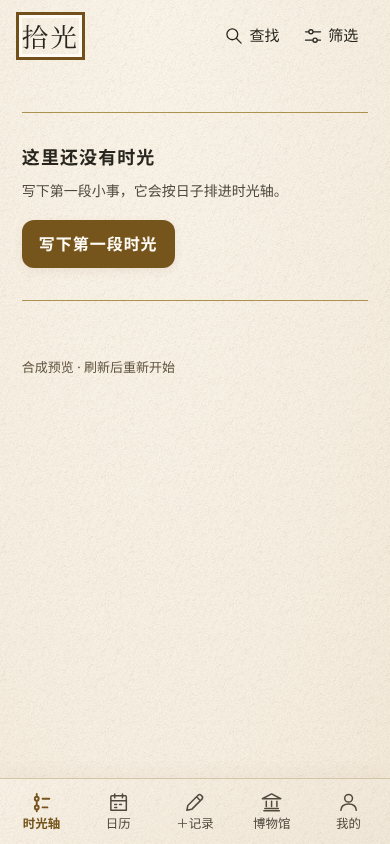 拾光
查找
筛选
这里还没有时光
写下第一段小事，它会按日子排进时光轴。
写下第一段时光
合成预览 · 刷新后重新开始
时光轴
日历
＋记录
博物馆
我的